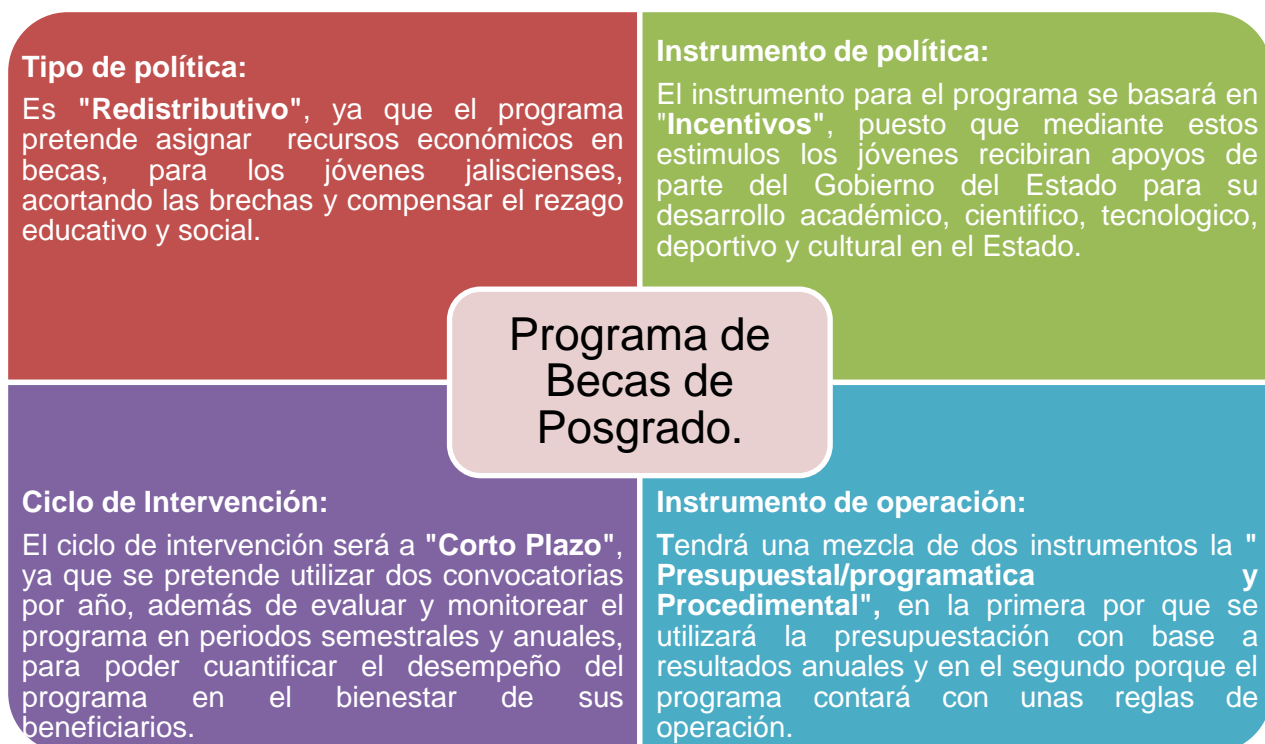 Tipo de política:
Es "Redistributivo", ya que el programa
pretende asignar recursos económicos en
becas, para los jóvenes jaliscienses,
acortando las brechas y compensar el rezago
educativo y social.
Instrumento de política:
El instrumento para el programa se basará en
"Incentivos", puesto que mediante estos
estimulos los jóvenes recibiran apoyos de
parte del Gobierno del Estado para su
desarrollo académico, cientifico, tecnologico,
deportivo y cultural en el Estado.
Programa de
Becas de
Posgrado.
Ciclo de Intervención:
El ciclo de intervención será a "Corto Plazo",
ya que se pretende utilizar dos convocatorias
por año, además de evaluar y monitorear el
programa en periodos semestrales y anuales,
para poder cuantificar el desempeño del
programa en el bienestar de sus
beneficiarios.
Instrumento de operación:
Tendrá una mezcla de dos instrumentos la "
Presupuestal/programatica y
Procedimental", en la primera por que se
utilizará la presupuestación con base a
resultados anuales y en el segundo porque el
programa contará con unas reglas de
operación.